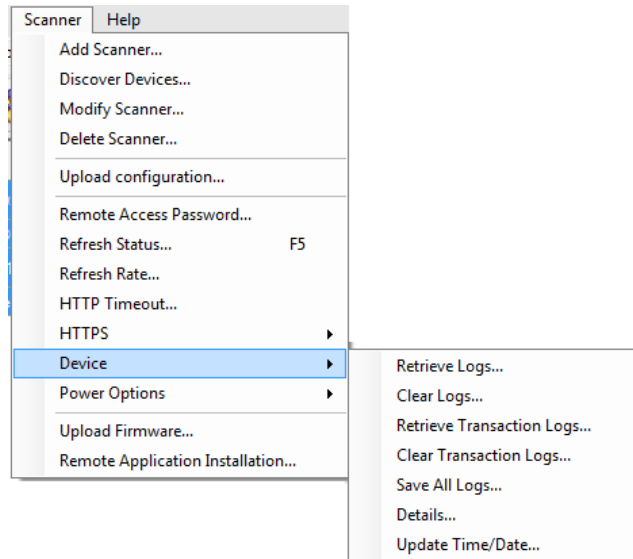 Scanner Help
Add Scanner...
Discover Devices...
Modify Scanner...
Delete Scanner...
Upload configuration...
Remote Access Password...
Refresh Status... F5
Refresh Rate...
HTTP Timeout...
HTTPS
Device
Power Options
Upload Firmware...
Remote Application Installation...
Retrieve Logs...
Clear Logs...
Retrieve Transaction Logs...
Clear Transaction Logs...
Save All Logs...
Details...
Update Time/Date...